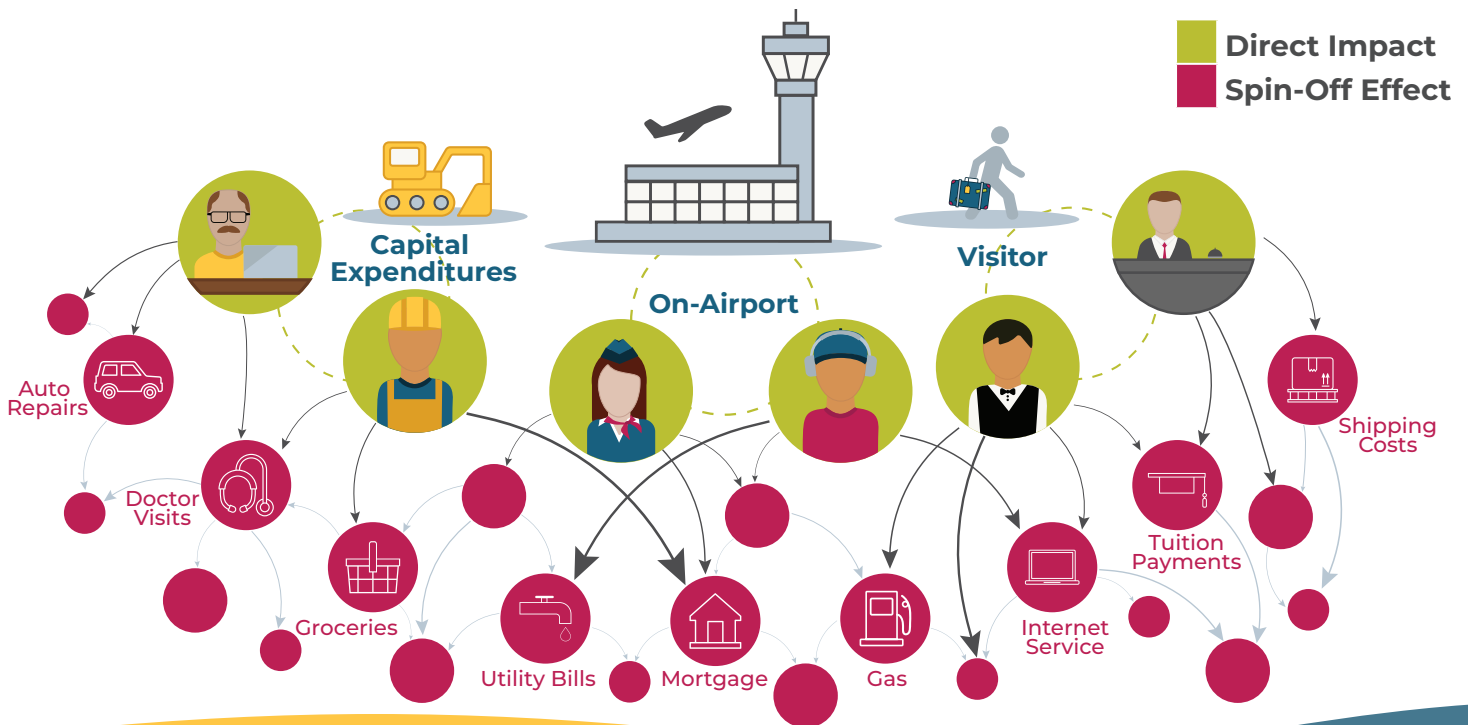 Direct Impact
Spin-Off Effect
Capital
Expenditures
Visitor
On-Airport
Auto
Repairs
Shipping
Costs
Doctor
Visits
Tuition
Payments
Groceries
Internet
Service
Utility Bills
Mortgage
Gas